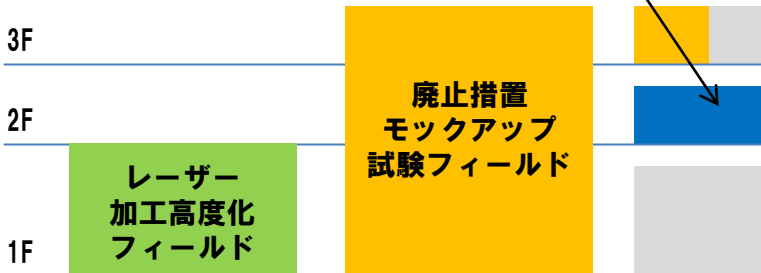 3F
2F
1F
レーザー
加工高度化
フィールド
廃止措置
モックアップ
試験フィールド